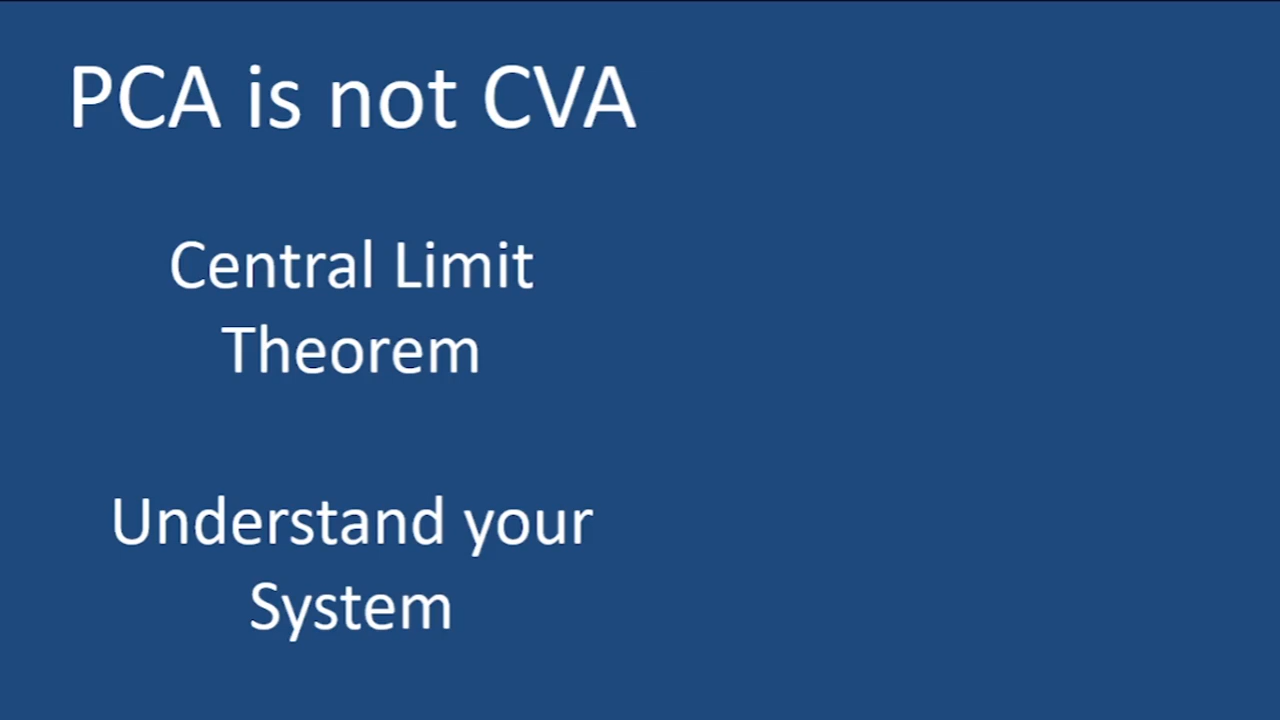 PCA is not CVA
Central Limit
Theorem
Understand your
System